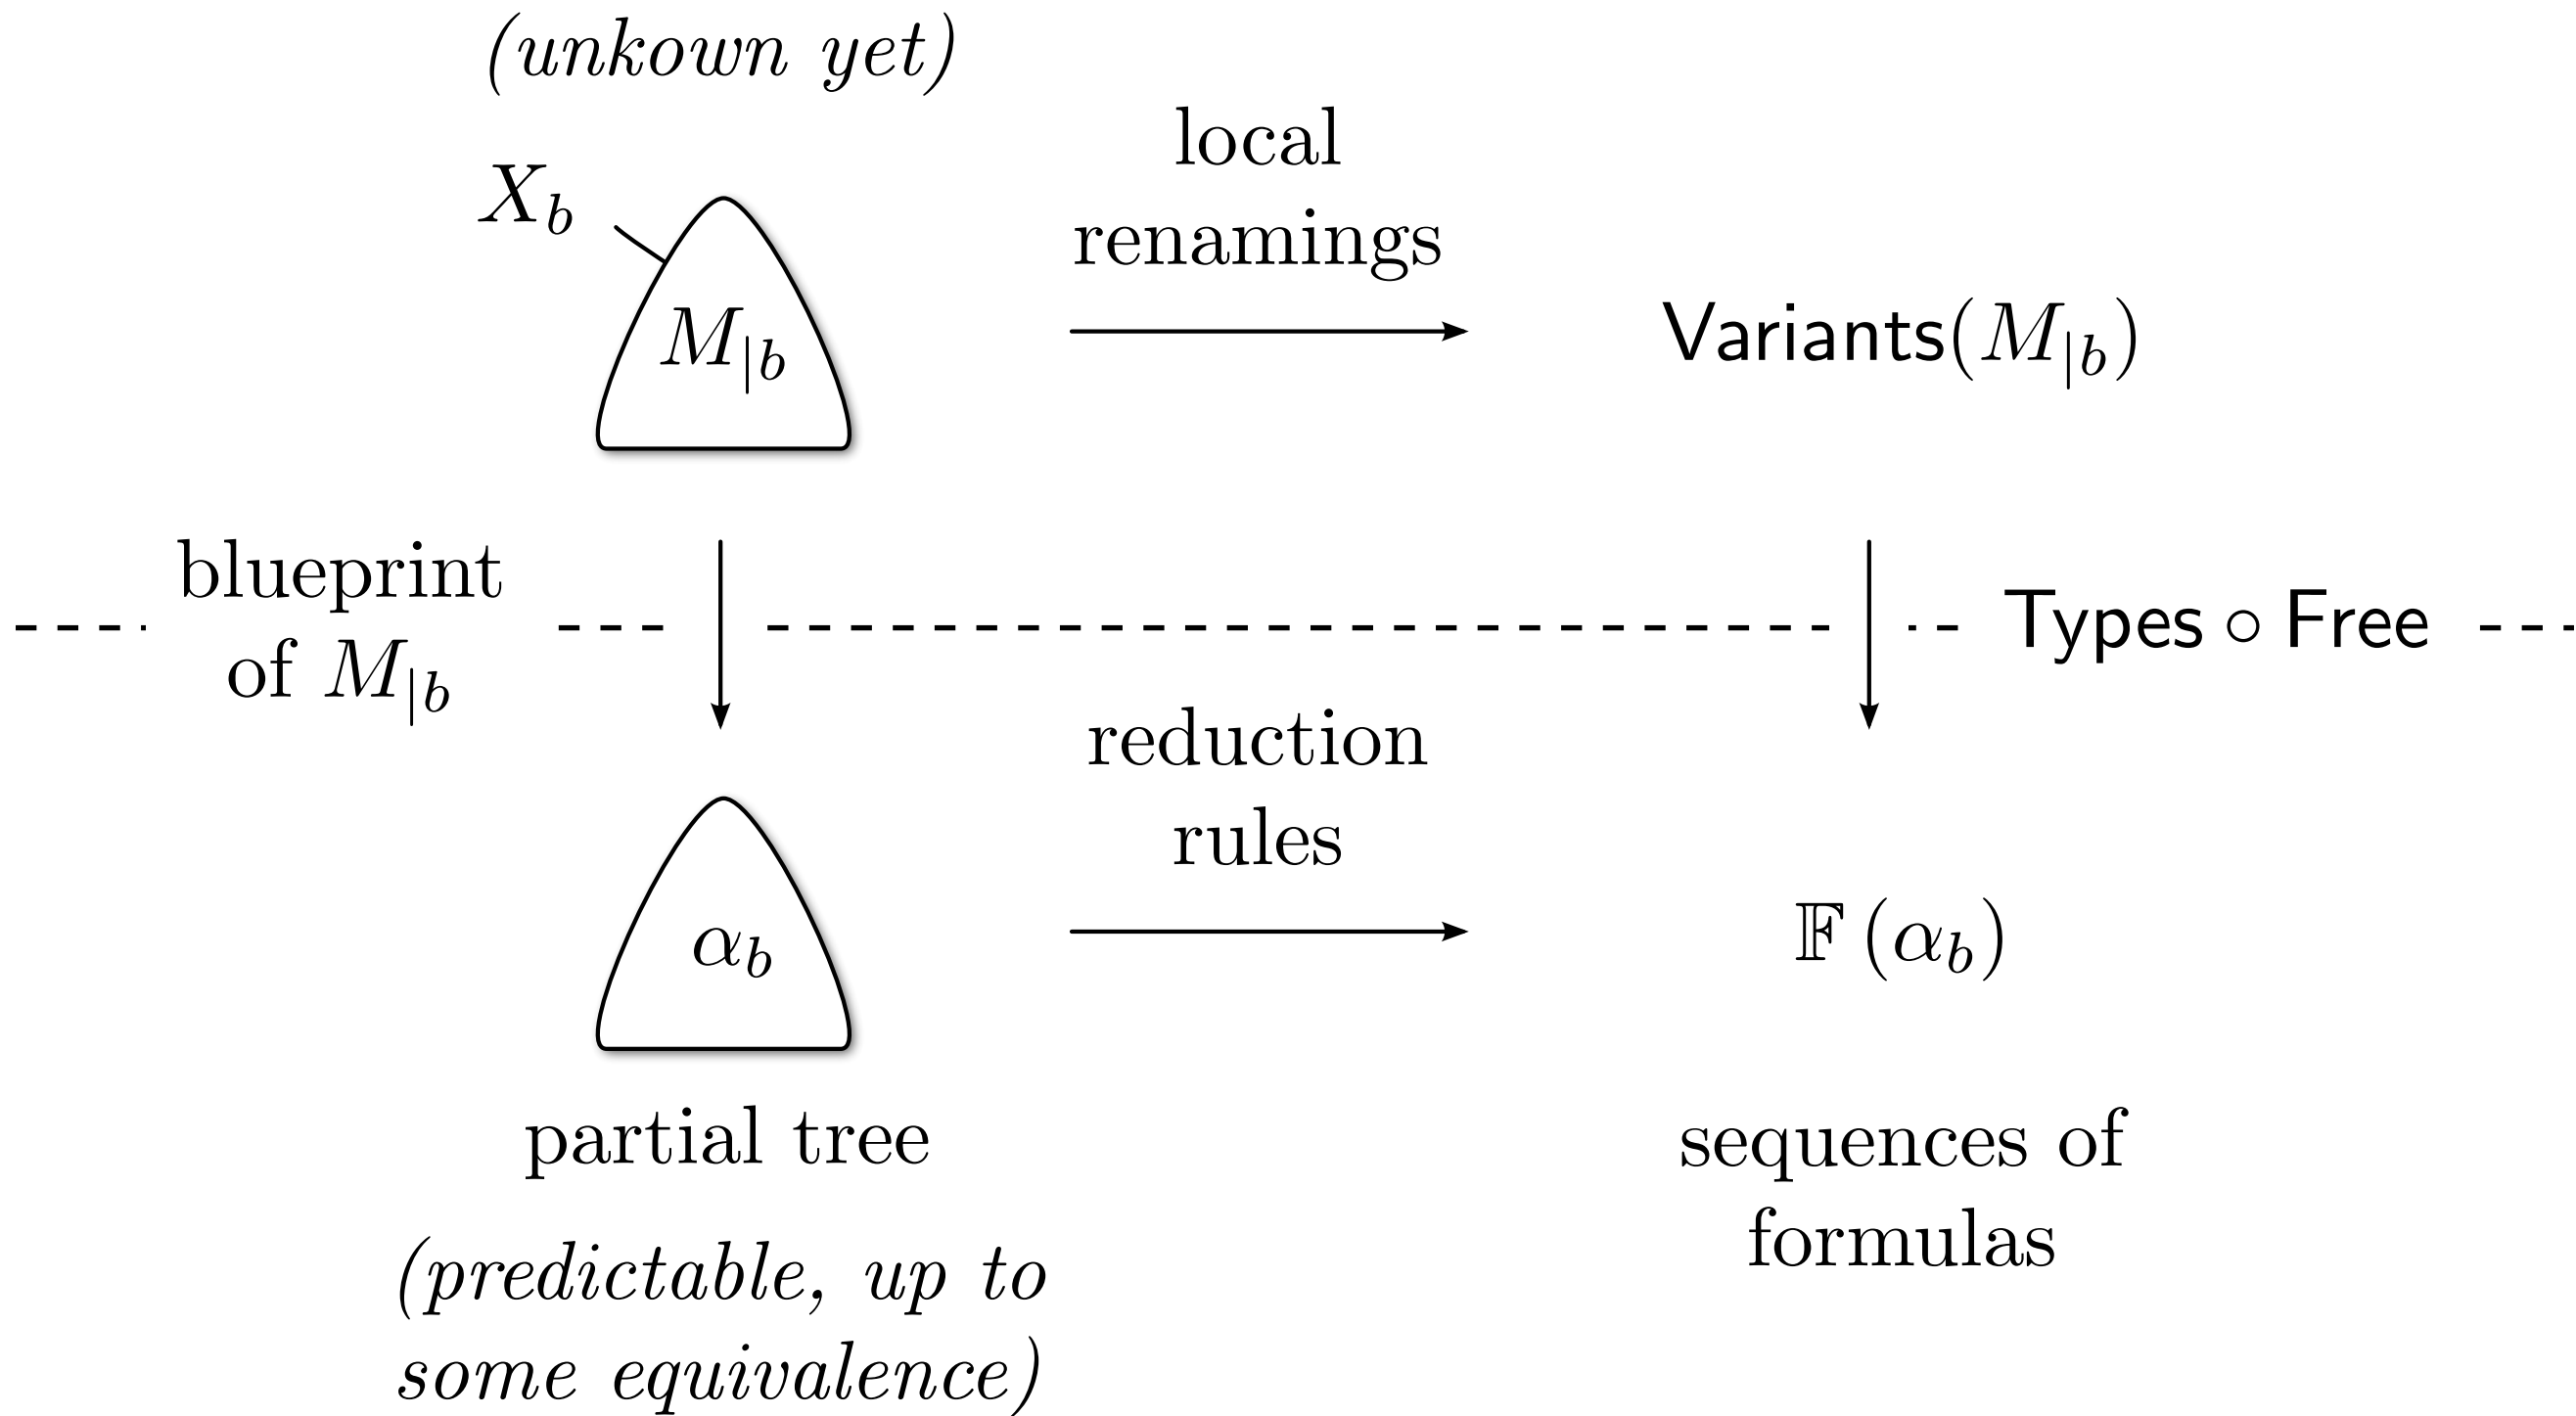 (unkown yet)
X_b
M_{|b}
local
renamings
Variants(M_{|b})
blueprint
of M_{|b}
Types ∘ Free
reduction
rules
α_b
𝔽 (α_b)
partial tree
(predictable, up to
some equivalence)
sequences of
formulas